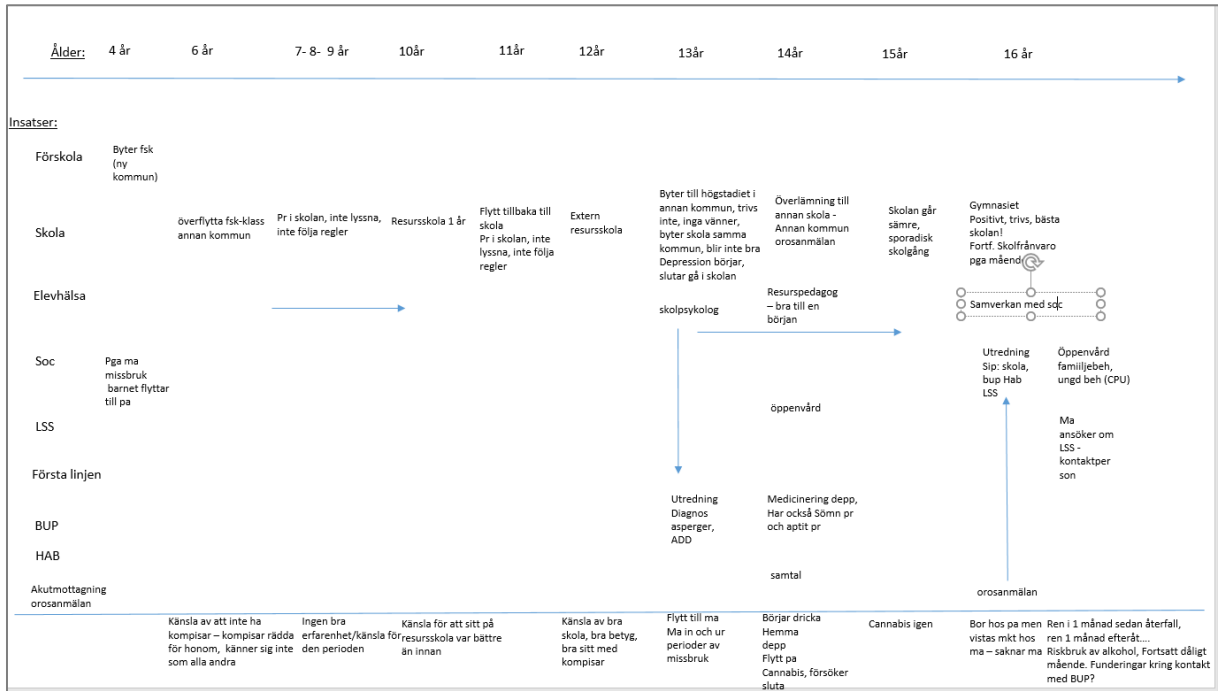 Ålder:
4 år
6 år
7- 8- 9 år
10år
11år
12år
13år
14år
15år
16 år
Insatser:
Förskola
Byter fsk
(ny
kommun)
Skola
överflytta fsk-klass
annan kommun
Pr i skolan, inte lyssna,
inte följa regler
Resursskola 1 år
Flytt tillbaka till
skola
Pr i skolan, inte
lyssna, inte följa
regler
Extern
resursskola
Byter till högstadiet i
annan kommun, trivs
inte, inga vänner,
byter skola samma
kommun, blir inte bra
Depression börjar,
slutar gå i skolan
Överlämning till
annan skola -
Annan kommun
orosanmälan
Skolan går
sämre,
sporadisk
skolgång
Gymnasiet
Positivt, trivs, bästa
skolan!
Fortf. Skolfrånvaro
pga måend
Elevhälsa
skolpsykolog
Resurspedagog
– bra till en
början
Samverkan med soc
Soc
Pga ma
missbruk
barnet flyttar
till pa
öppenvård
Utredning
Sip: skola,
bup Hab
LSS
Öppenvård
famiiljebeh,
ungd beh (CPU)
LSS
Ma
ansöker om
LSS -
kontaktper
son
Första linjen
BUP
Utredning
Diagnos
asperger,
ADD
Medicinering depp,
Har också Sömn pr
och aptit pr
HAB
samtal
Akutmottagning
orosanmälan
orosanmälan
Känsla av att inte ha
kompisar – kompisar rädda
för honom, känner sig inte
som alla andra
Ingen bra
erfarenhet/känsla för
den perioden
Känsla för att sitt på
resursskola var bättre
än innan
Känsla av bra
skola, bra betyg,
bra sitt med
kompisar
Flytt till ma
Ma in och ur
perioder av
missbruk
Börjar dricka
Hemma
depp
Flytt pa
Cannabis, försöker
sluta
Cannabis igen
Bor hos pa men
vistas mkt hos
ma – saknar ma
Ren i 1 månad sedan återfall,
ren 1 månad efteråt....
Riskbruk av alkohol, Fortsatt dåligt
mående. Funderingar kring kontakt
med BUP?